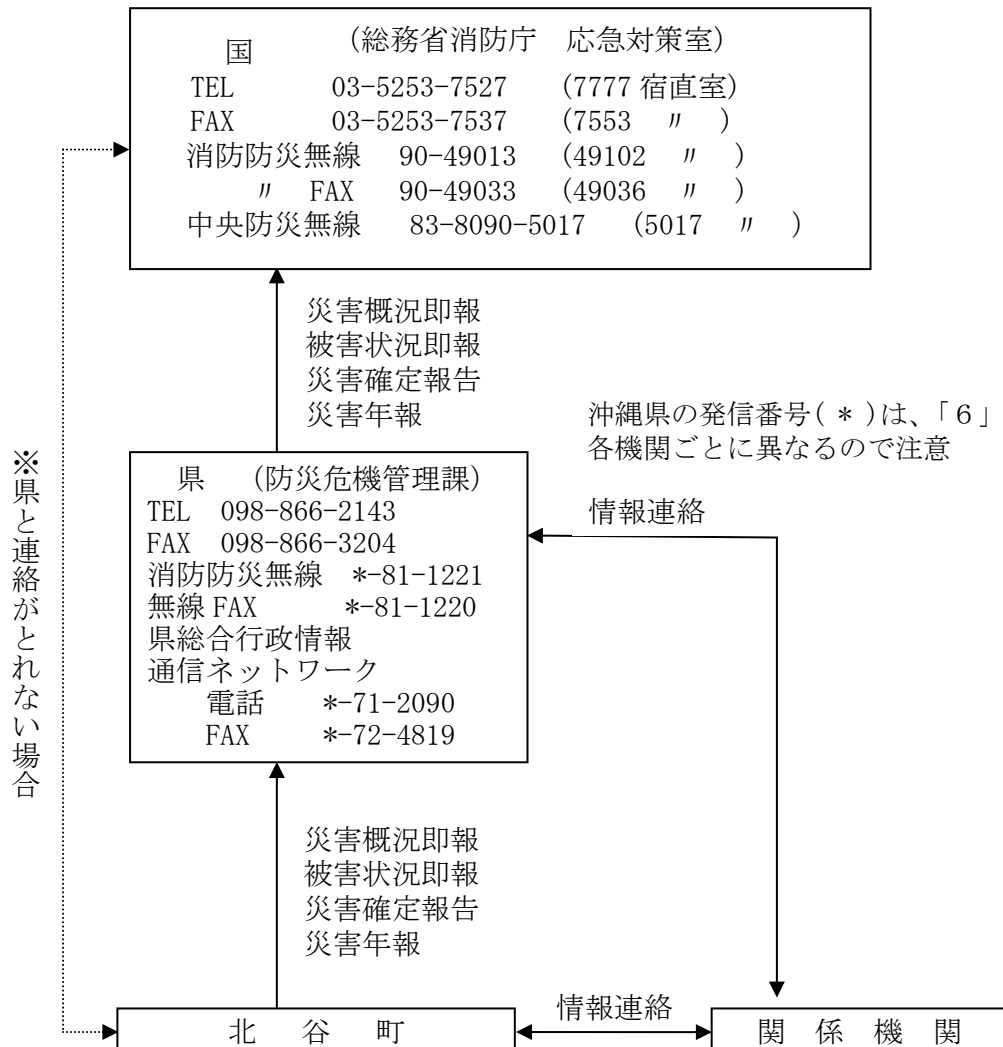 国　（総務省消防庁　応急対策室）
TEL　03-5253-7527　（7777 宿直室）
FAX　03-5253-7537　（7553　〃　）
消防防災無線　90-49013　（49102　〃　）
〃　FAX　90-49033　（49036　〃　）
中央防災無線　83-8090-5017　（5017　〃　）
災害概況即報
被害状況即報
災害確定報告
災害年報
沖縄県の発信番号(＊)は、「６」
各機関ごとに異なるので注意
※県と連絡がとれない場合
県　（防災危機管理課）
TEL　098-866-2143
FAX　098-866-3204
消防防災無線　*-81-1221
無線 FAX　*-81-1220
県総合行政情報
通信ネットワーク
電話　*-71-2090
FAX　*-72-4819
情報連絡
災害概況即報
被害状況即報
災害確定報告
災害年報
北　谷　町
情報連絡
関　係　機　関